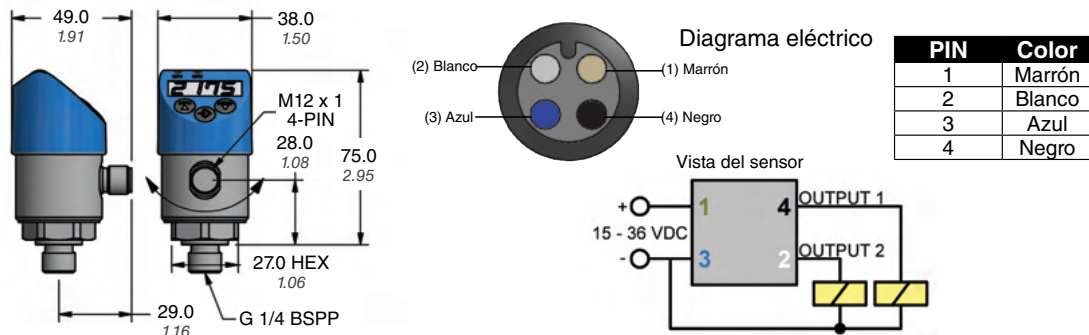 49.0
1.91
38.0
1.50
2175
M12 x 1
4-PIN
28.0
1.08
75.0
2.95
27.0 HEX
1.06
29.0
1.16
G 1/4 BSPP
Diagrama eléctrico
(2) Blanco
(1) Marrón
(3) Azul
(4) Negro
Vista del sensor
PIN Color
1 Marrón
2 Blanco
3 Azul
4 Negro
+ 1 4 OUTPUT 1
15 - 36 VDC
- 3 2 OUTPUT 2